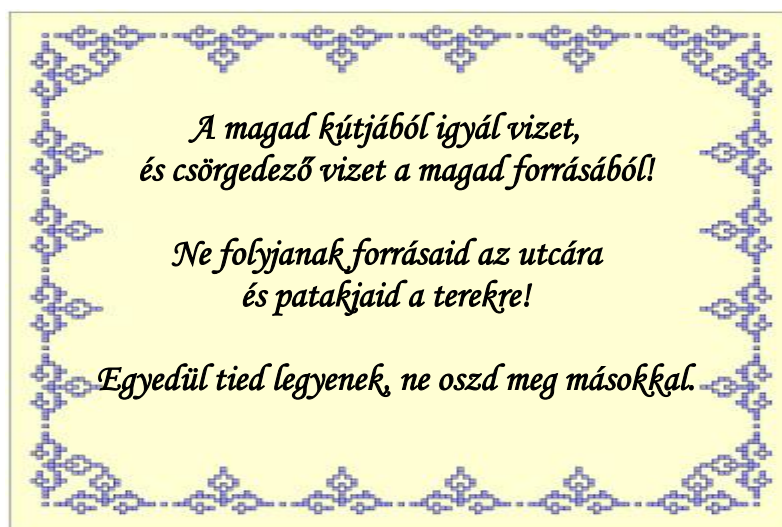 A magad kútjából igyál vizet,
és csörgedező vizet a magad forrásából!
Ne folyjanak forrásaid az utcára
és patakjaid a terekre!
Egyedül tied legyenek, ne oszd meg másokkal.